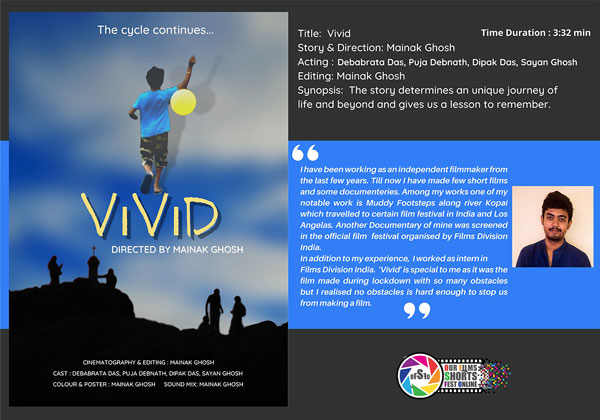 The cycle continues...
ViViD
DIRECTED BY MAINAK GHOSH
CINEMATOGRAPHY & EDITING : MAINAK GHOSH
CAST : DEBABRATA DAS, PUJA DEBNATH, DIPAK DAS, SAYAN GHOSH
COLOUR & POSTER : MAINAK GHOSH SOUND MIX: MAINAK GHOSH
Title: Vivid
Time Duration : 3:32 min
Story & Direction: Mainak Ghosh
Acting : Debabrata Das, Puja Debnath, Dipak Das, Sayan Ghosh
Editing: Mainak Ghosh
Synopsis: The story determines an unique journey of
life and beyond and gives us a lesson to remember.
“
I have been working as an independent filmmaker from
the last few years. Till now I have made few short films
and some documenteries. Among my works one of my
notable work is Muddy Footsteps along river Kopai
which travelled to certain film festival in India and Los
Angelas. Another Documentary of mine was screened
in the official film festival organised by Films Division
India.
In addition to my experience, I worked as intern in
Films Division India. 'Vivid' is special to me as it was the
film made during lockdown with so many obstacles
but I realised no obstacles is hard enough to stop us
from making a film.
”
OFSfo
OUR FILMS
SHORTS
FEST ONLINE